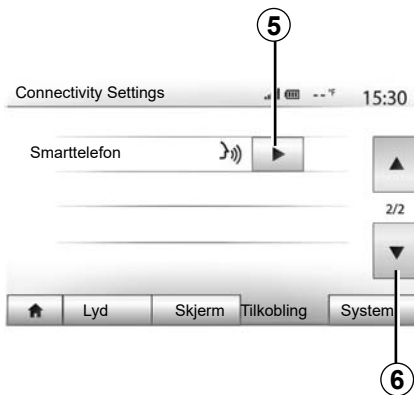 5
Connectivity Settings --°F 15:30
Smarttelefon
2/2
Lyd Skjerm Tilkobling System
6